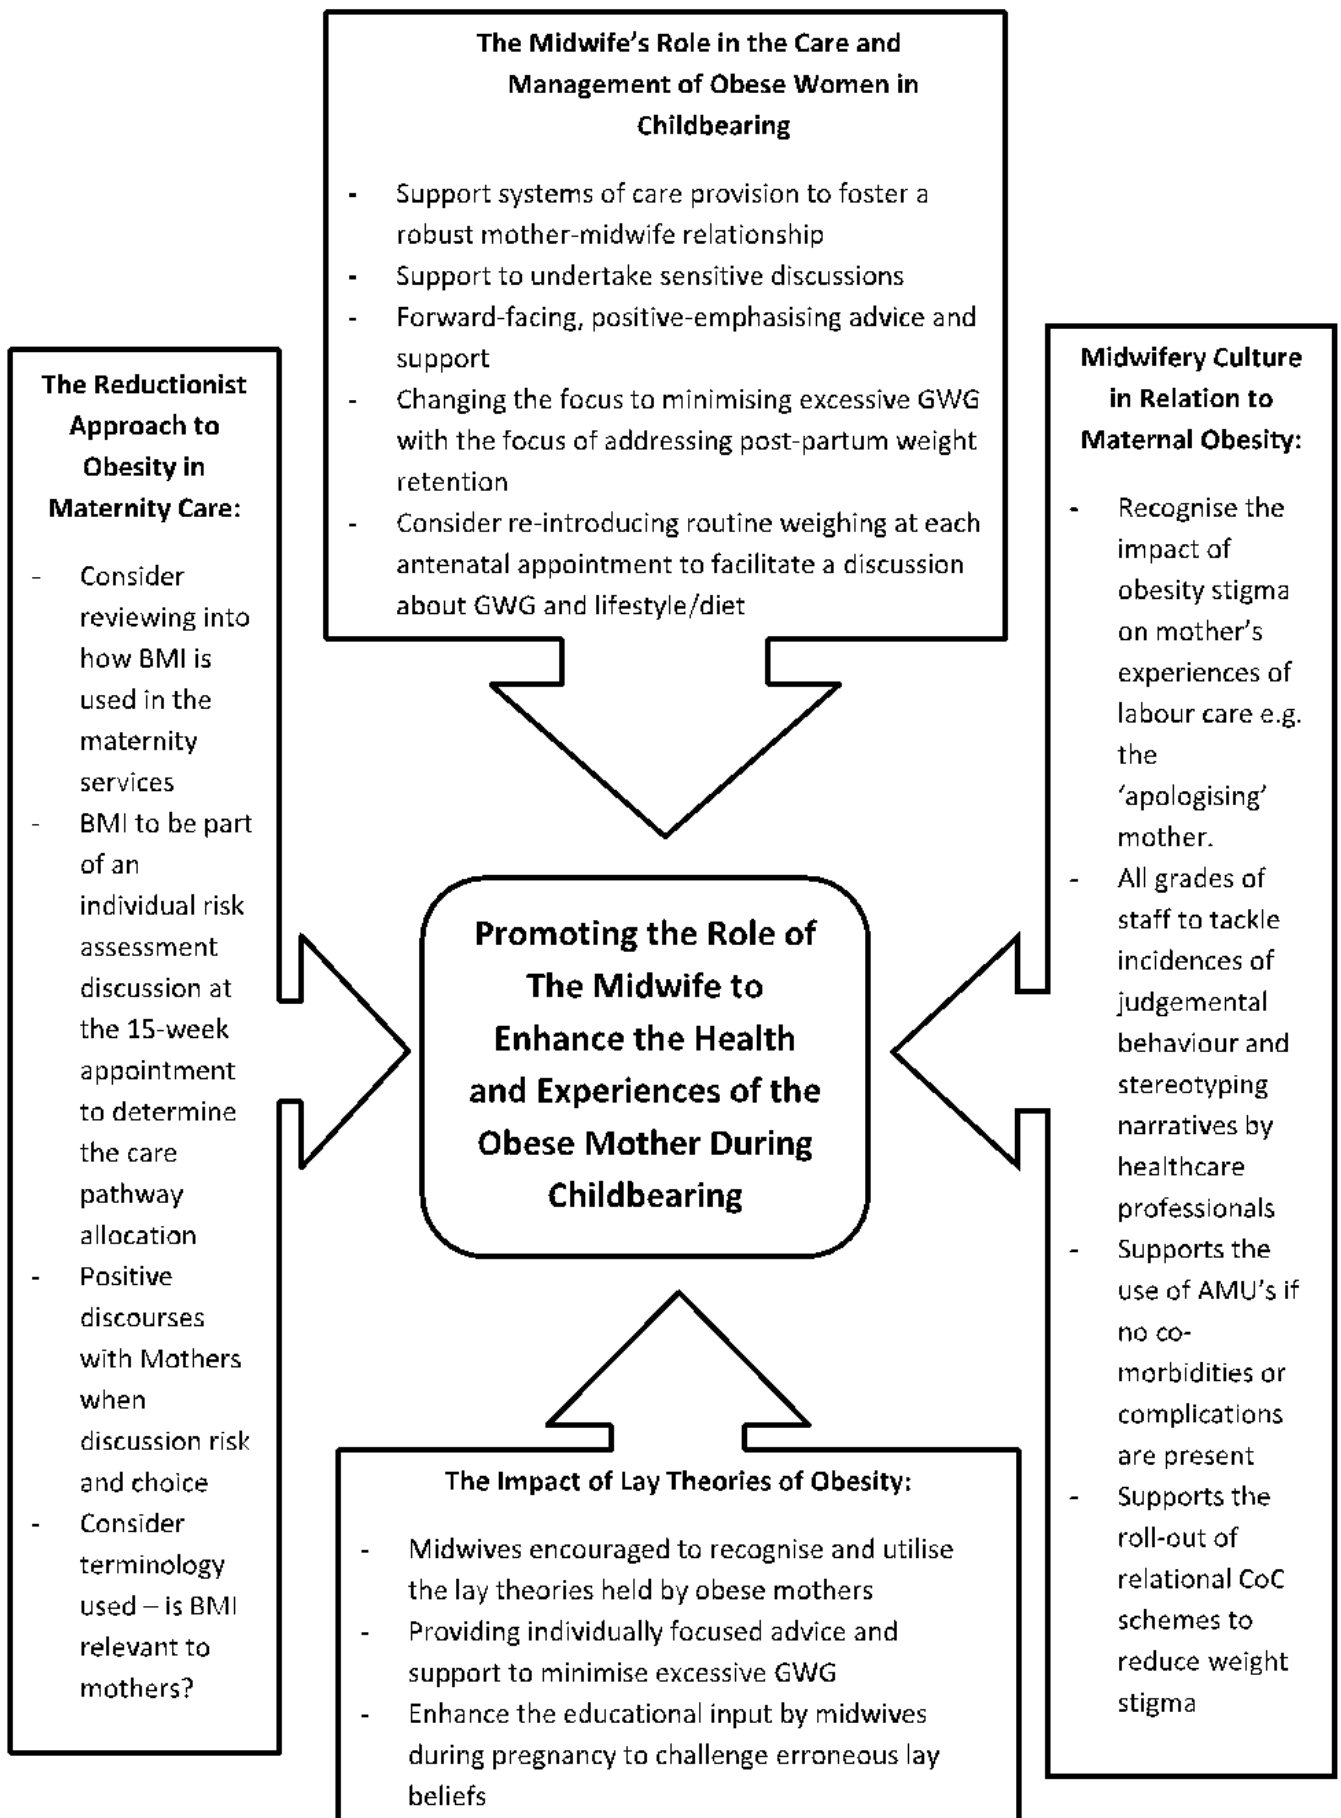 The Midwife's Role in the Care and
Management of Obese Women in
Childbearing
- Support systems of care provision to foster a
robust mother-midwife relationship
- Support to undertake sensitive discussions
- Forward-facing, positive-emphasising advice and
support
- Changing the focus to minimising excessive GWG
with the focus of addressing post-partum weight
retention
- Consider re-introducing routine weighing at each
antenatal appointment to facilitate a discussion
about GWG and lifestyle/diet
The Reductionist
Approach to
Obesity in
Maternity Care:
- Consider
reviewing into
how BMI is
used in the
maternity
services
- BMI to be part
of an
individual risk
assessment
discussion at
the 15-week
appointment
to determine
the care
pathway
allocation
- Positive
discourses
with Mothers
when
discussion risk
and choice
- Consider
terminology
used – is BMI
relevant to
mothers?
Promoting the Role of
The Midwife to
Enhance the Health
and Experiences of the
Obese Mother During
Childbearing
Midwifery Culture
in Relation to
Maternal Obesity:
- Recognise the
impact of
obesity stigma
on mother's
experiences of
labour care e.g.
the
'apologising'
mother.
- All grades of
staff to tackle
incidences of
judgemental
behaviour and
stereotyping
narratives by
healthcare
professionals
- Supports the
use of AMU's if
no co-
morbidities or
complications
are present
- Supports the
roll-out of
relational CoC
schemes to
reduce weight
stigma
The Impact of Lay Theories of Obesity:
- Midwives encouraged to recognise and utilise
the lay theories held by obese mothers
- Providing individually focused advice and
support to minimise excessive GWG
- Enhance the educational input by midwives
during pregnancy to challenge erroneous lay
beliefs